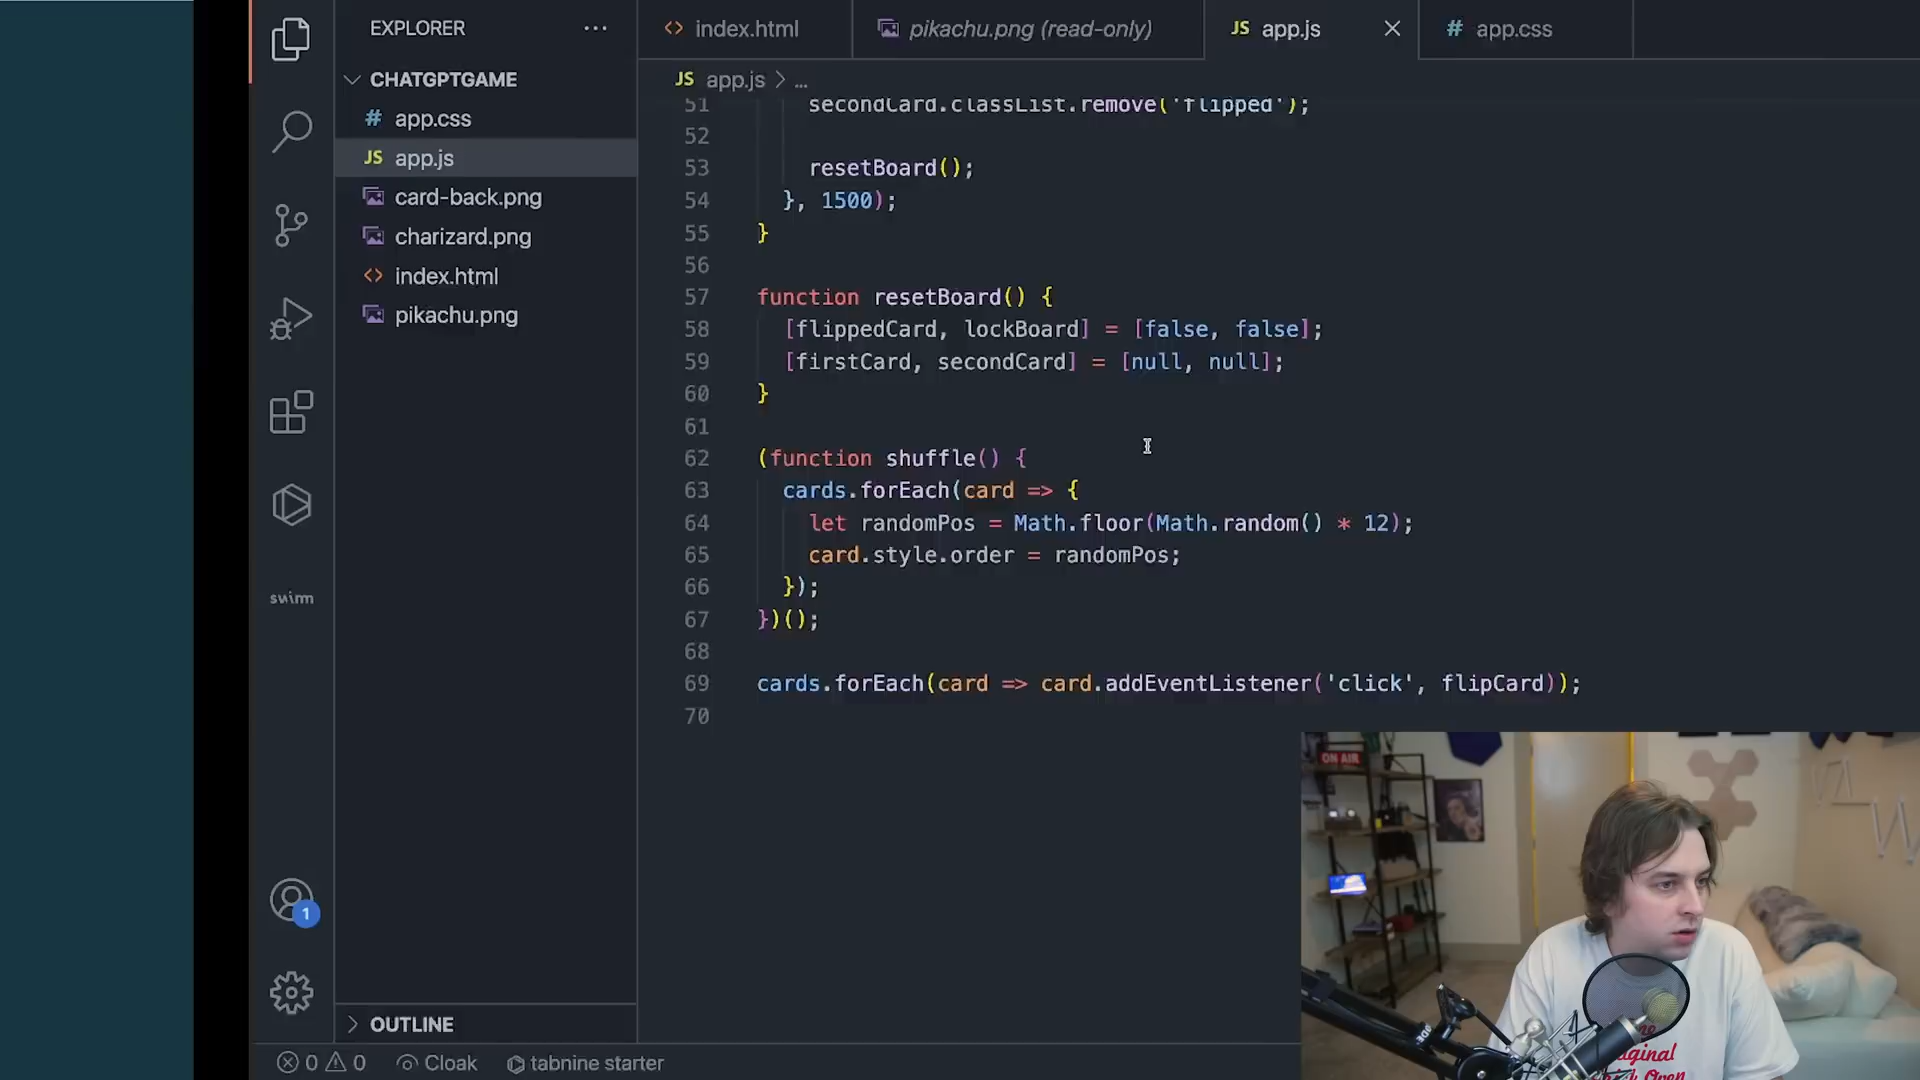 EXPLORER
CHATGPTGAME
app.css
app.js
card-back.png
charizard.png
index.html
pikachu.png
swimm
1
OUTLINE
0 0 Cloak tabnine starter
index.html
pikachu.png (read-only)
JS app.js
# app.css
JS app.js > ...
51 secondCard.classList.remove('flipped');
52
53 resetBoard();
54 }, 1500);
55 }
56
57 function resetBoard() {
58 [flippedCard, lockBoard] = [false, false];
59 [firstCard, secondCard] = [null, null];
60 }
61
62 (function shuffle() {
63 cards.forEach(card => {
64 let randomPos = Math.floor(Math.random() * 12);
65 card.style.order = randomPos;
66 });
67 })();
68
69 cards.forEach(card => card.addEventListener('click', flipCard));
70
ON AIR